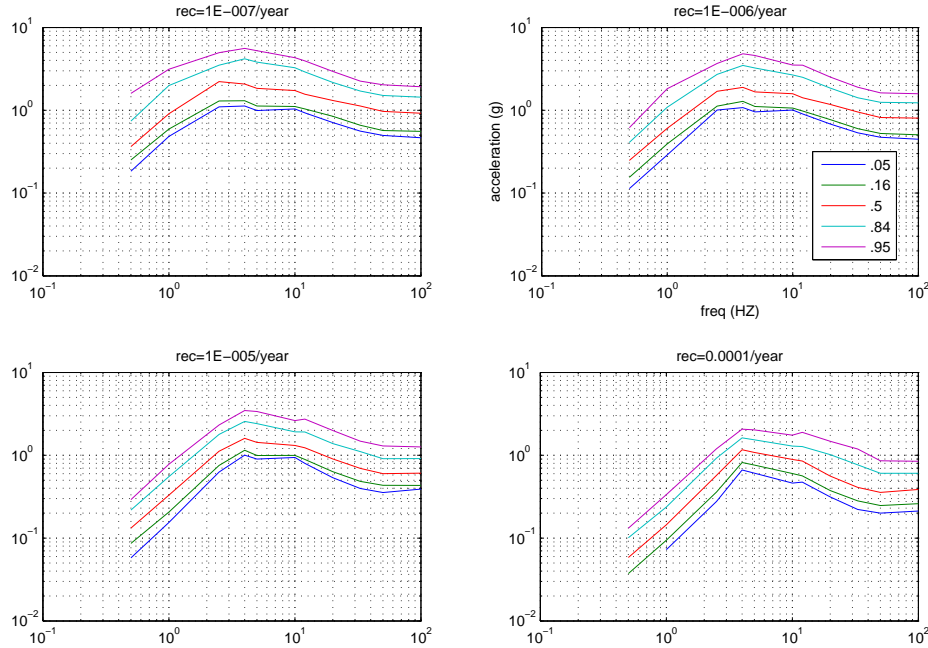 rec=1E-007/year
10^1
10^0
10^-1
10^-2
10^-1 10^0 10^1 10^2
rec=1E-006/year
acceleration (g)
10^1
10^0
10^-1
10^-2
10^-1 10^0 10^1 10^2
freq (HZ)
.05
.16
.5
.84
.95
rec=1E-005/year
10^1
10^0
10^-1
10^-2
10^-1 10^0 10^1 10^2
rec=0.0001/year
10^1
10^0
10^-1
10^-2
10^-1 10^0 10^1 10^2